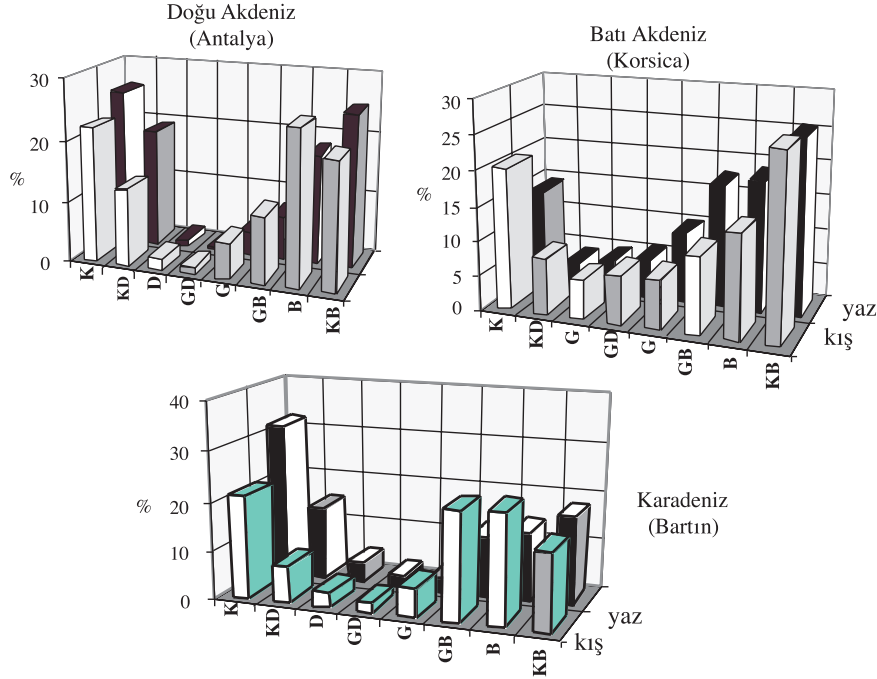 Doğu Akdeniz
(Antalya)
30
20
%
10
0
K
KD
D
GD
G
GB
B
KB
Batı Akdeniz
(Korsica)
30
25
20
%
15
10
5
0
K
KD
G
GD
G
GB
B
KB
yaz
kış
40
30
%
20
10
0
K
KD
D
GD
G
GB
B
KB
yaz
kış
Karadeniz
(Bartın)